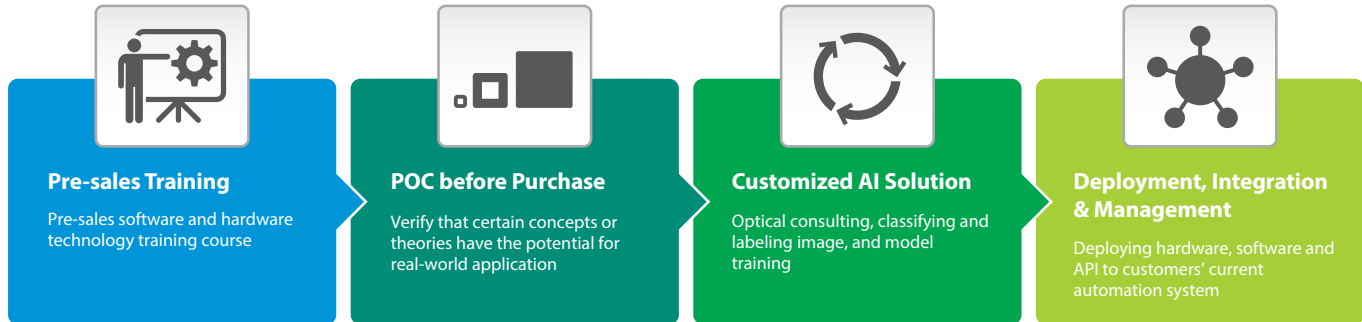 Pre-sales Training
Pre-sales software and hardware
technology training course
POC before Purchase
Verify that certain concepts or
theories have the potential for
real-world application
Customized AI Solution
Optical consulting, classifying and
labeling image, and model
training
Deployment, Integration
& Management
Deploying hardware, software and
API to customers’ current
automation system